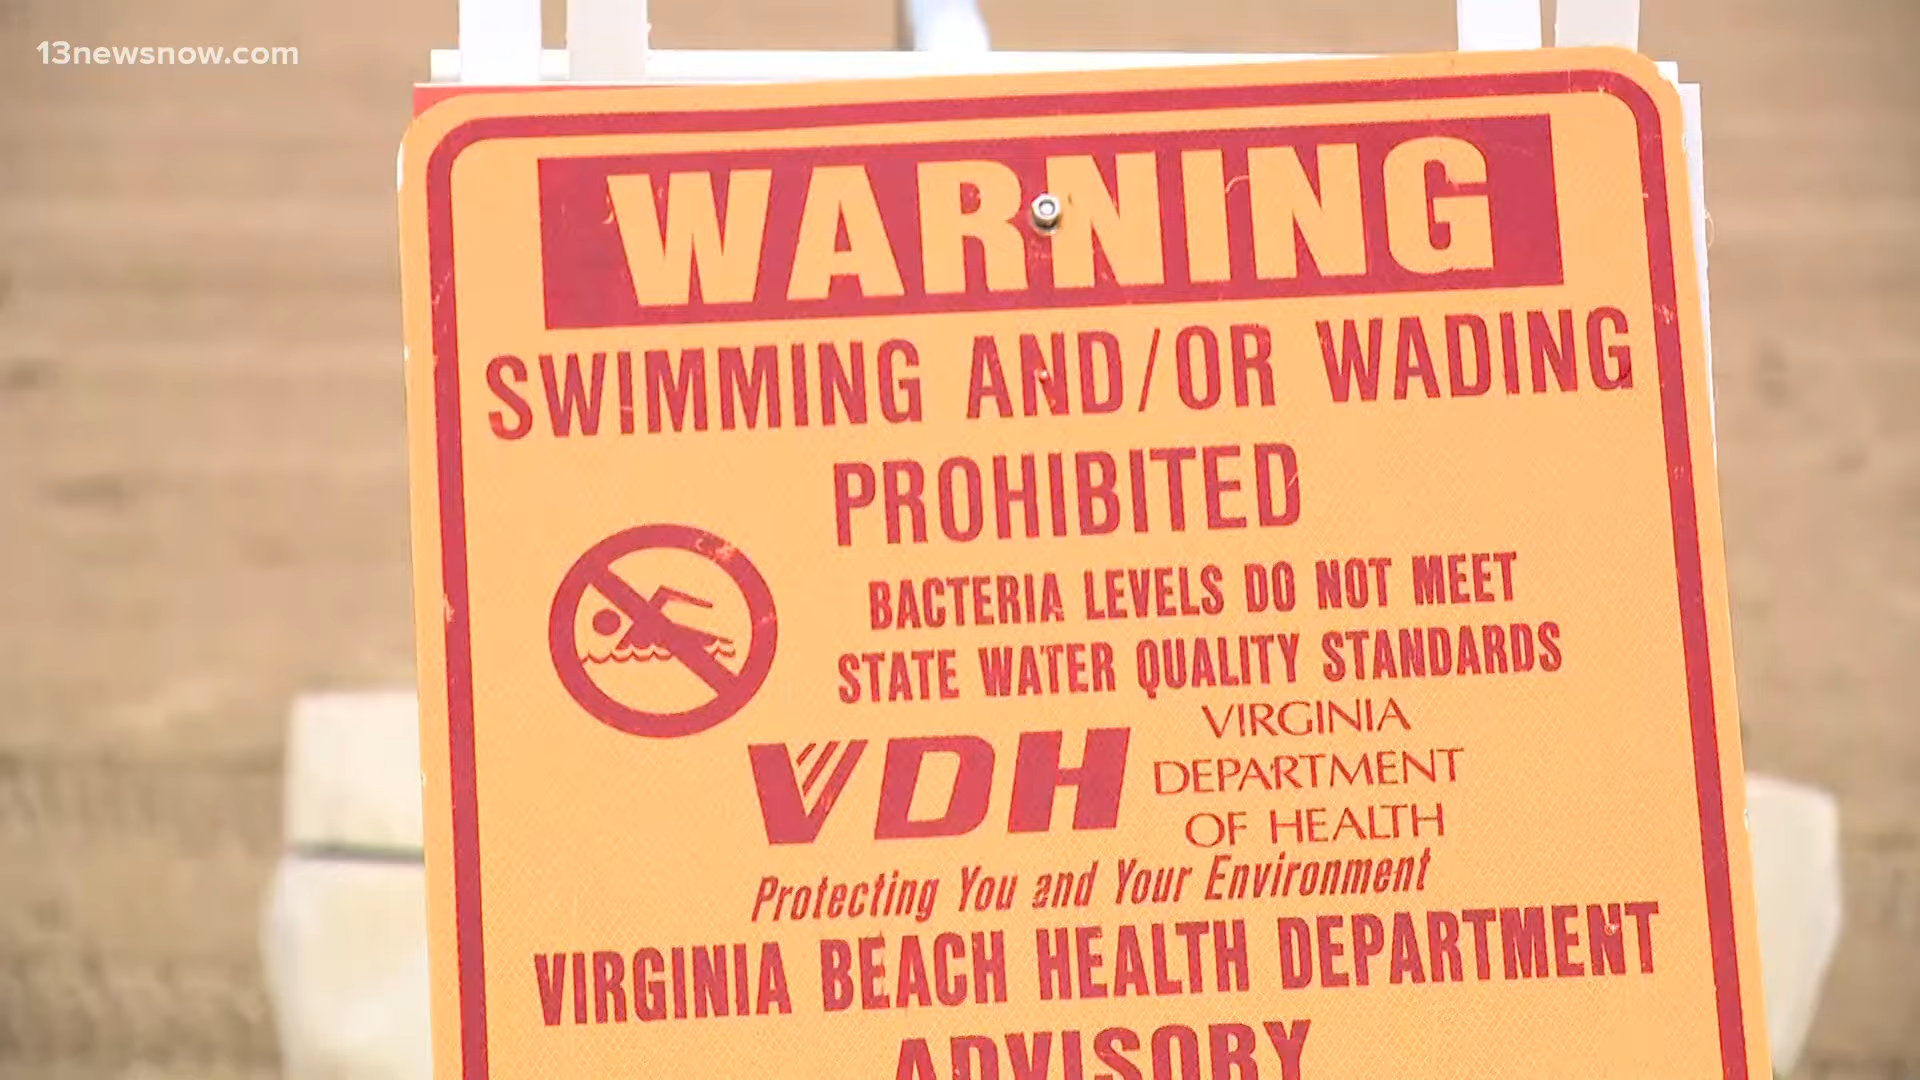 13newsnow.com
WARNING
SWIMMING AND/OR WADING
PROHIBITED
BACTERIA LEVELS DO NOT MEET
STATE WATER QUALITY STANDARDS
VDH
VIRGINIA
DEPARTMENT
OF HEALTH
Protecting You and Your Environment
VIRGINIA BEACH HEALTH DEPARTMENT
ADVISORY